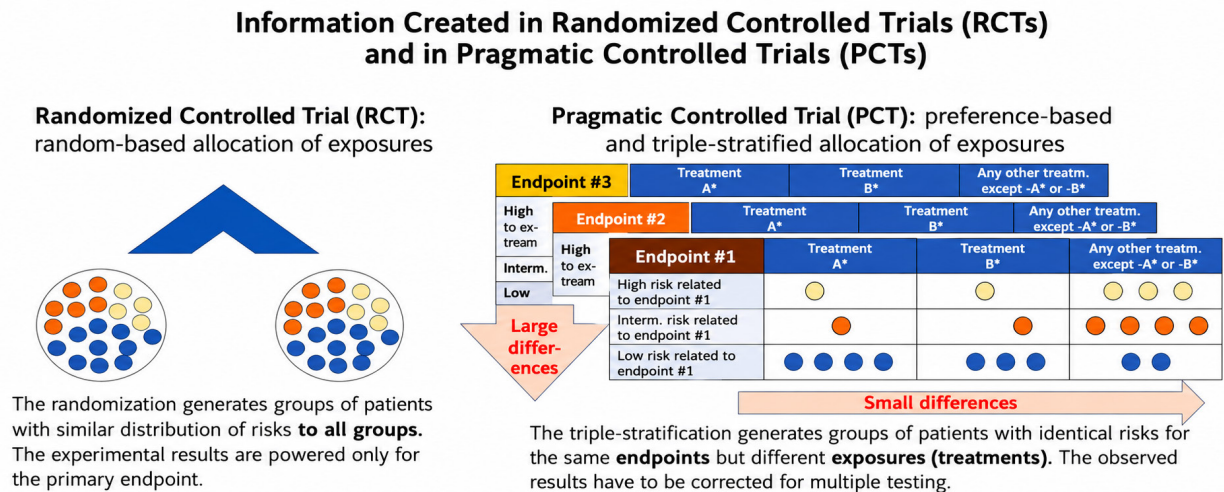 Information Created in Randomized Controlled Trials (RCTs)
and in Pragmatic Controlled Trials (PCTs)
Randomized Controlled Trial (RCT):
random-based allocation of exposures
The randomization generates groups of patients
with similar distribution of risks to all groups.
The experimental results are powered only for
the primary endpoint.
Pragmatic Controlled Trial (PCT): preference-based
and triple-stratified allocation of exposures
Endpoint #3
Treatment
A*
Treatment
B*
Any other treatm.
except -A* or -B*
High
to ex-
tream
Interm.
Low
Endpoint #2
Treatment
A*
Treatment
B*
Any other treatm.
except -A* or -B*
High
to ex-
tream
Endpoint #1
Treatment
A*
Treatment
B*
Any other treatm.
except -A* or -B*
High risk related
to endpoint #1
Interm. risk related
to endpoint #1
Low risk related to
endpoint #1
Large
differ-
ences
Small differences
The triple-stratification generates groups of patients with identical risks for
the same endpoints but different exposures (treatments). The observed
results have to be corrected for multiple testing.